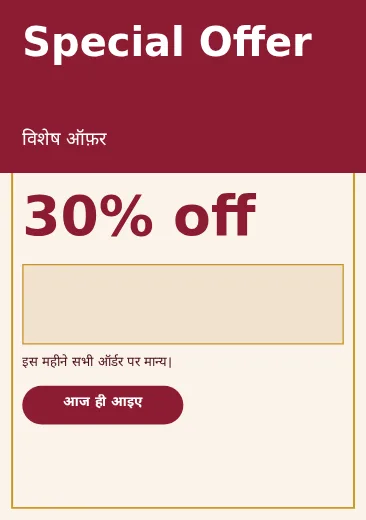 Special Offer
विशेष ऑफ़र
30% off
इस महीने सभी ऑर्डर पर मान्य|
आज ही आइए